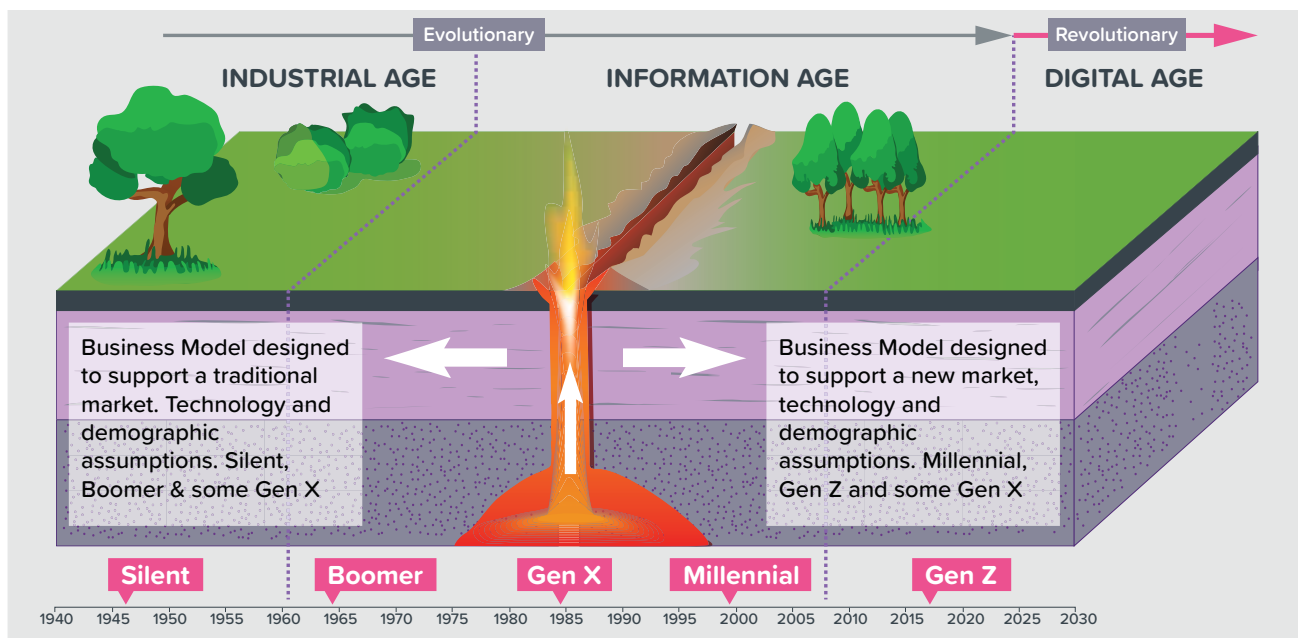 Evolutionary
Revolutionary
INDUSTRIAL AGE
INFORMATION AGE
DIGITAL AGE
Business Model designed
to support a traditional
market. Technology and
demographic
assumptions. Silent,
Boomer & some Gen X
Business Model designed
to support a new market,
technology and
demographic
assumptions. Millennial,
Gen Z and some Gen X
Silent
Boomer
Gen X
Millennial
Gen Z
1940 1945 1950 1955 1960 1965 1970 1975 1980 1985 1990 1995 2000 2005 2010 2015 2020 2025 2030